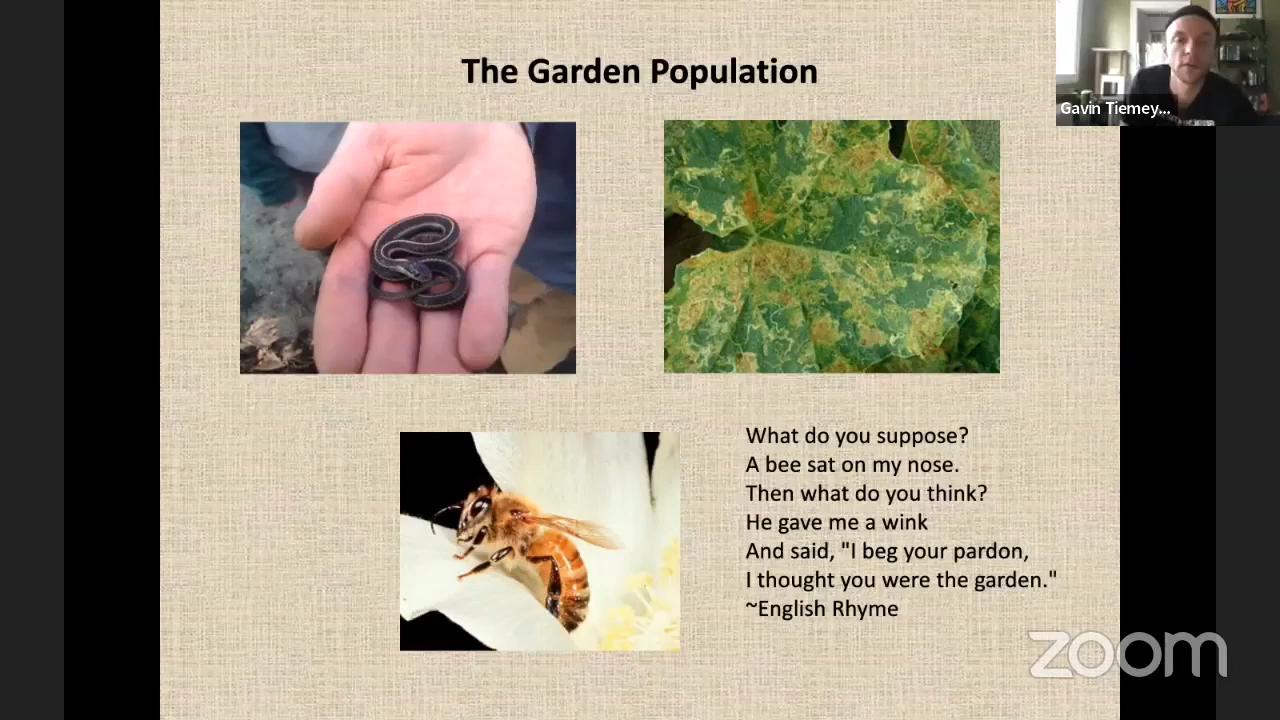 The Garden Population
Gavin Tiemey...
What do you suppose?
A bee sat on my nose.
Then what do you think?
He gave me a wink
And said, "I beg your pardon,
I thought you were the garden."
~English Rhyme
zoom